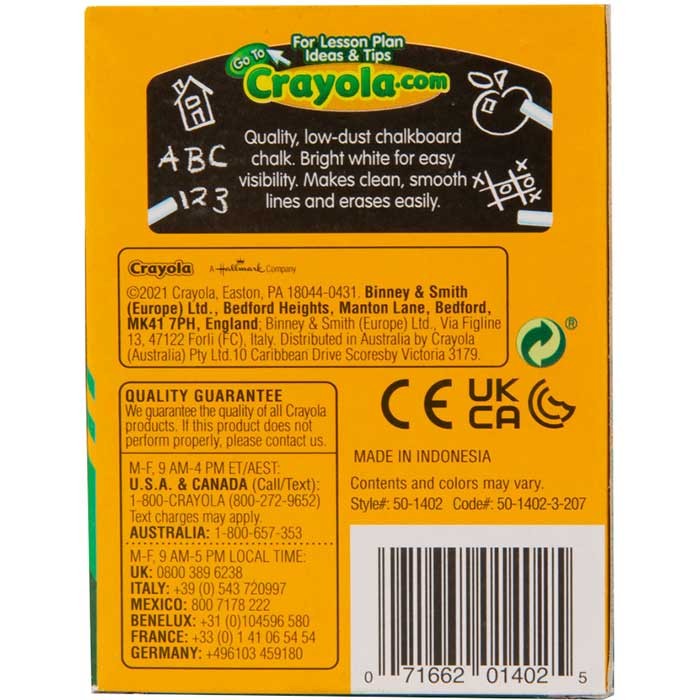 For Lesson Plan
Ideas & Tips
Go To
Crayola.com
Quality, low-dust chalkboard
chalk. Bright white for easy
visibility. Makes clean, smooth
lines and erases easily.
ABC
123
Crayola A Hallmark Company
©2021 Crayola, Easton, PA 18044-0431. Binney & Smith
(Europe) Ltd., Bedford Heights, Manton Lane, Bedford,
MK41 7PH, England; Binney & Smith (Europe) Ltd., Via Figline
13, 47122 Forlì (FC), Italy. Distributed in Australia by Crayola
(Australia) Pty Ltd.10 Caribbean Drive Scoresby Victoria 3179.
®
QUALITY GUARANTEE
We guarantee the quality of all Crayola
products. If this product does not
perform properly, please contact us.
M-F, 9 AM-4 PM ET/AEST:
U.S.A. & CANADA (Call/Text):
1-800-CRAYOLA (800-272-9652)
Text charges may apply.
AUSTRALIA: 1-800-657-353
M-F, 9 AM-5 PM LOCAL TIME:
UK: 0800 389 6238
ITALY: +39 (0) 543 720997
MEXICO: 800 7178 222
BENELUX: +31 (0)104596 580
FRANCE: +33 (0) 1 41 06 54 54
GERMANY: +496103 459180
CE UK
CA
MADE IN INDONESIA
Contents and colors may vary.
Style#: 50-1402 Code#: 50-1402-3-207
0 71662 01402 5